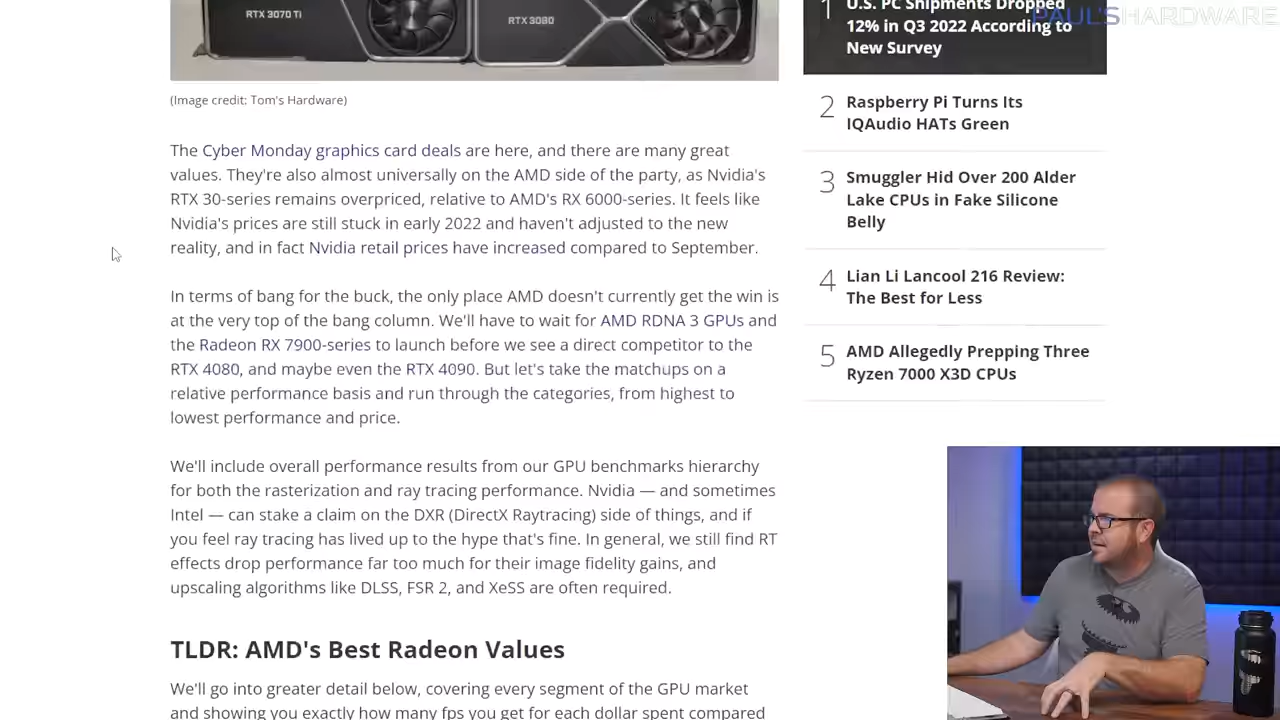 RTX 3070 Ti
RTX 3080
(Image credit: Tom's Hardware)
The Cyber Monday graphics card deals are here, and there are many great
values. They're also almost universally on the AMD side of the party, as Nvidia's
RTX 30-series remains overpriced, relative to AMD's RX 6000-series. It feels like
Nvidia's prices are still stuck in early 2022 and haven't adjusted to the new
reality, and in fact Nvidia retail prices have increased compared to September.
In terms of bang for the buck, the only place AMD doesn't currently get the win is
at the very top of the bang column. We'll have to wait for AMD RDNA 3 GPUs and
the Radeon RX 7900-series to launch before we see a direct competitor to the
RTX 4080, and maybe even the RTX 4090. But let's take the matchups on a
relative performance basis and run through the categories, from highest to
lowest performance and price.
We'll include overall performance results from our GPU benchmarks hierarchy
for both the rasterization and ray tracing performance. Nvidia — and sometimes
Intel — can stake a claim on the DXR (DirectX Raytracing) side of things, and if
you feel ray tracing has lived up to the hype that's fine. In general, we still find RT
effects drop performance far too much for their image fidelity gains, and
upscaling algorithms like DLSS, FSR 2, and XeSS are often required.
TLDR: AMD's Best Radeon Values
We'll go into greater detail below, covering every segment of the GPU market
and showing you exactly how many fps you get for each dollar spent compared
PAUL'SHARDWARE
1
U.S. PC Shipments Dropped
12% in Q3 2022 According to
New Survey
2
Raspberry Pi Turns Its
IQAudio HATs Green
3
Smuggler Hid Over 200 Alder
Lake CPUs in Fake Silicone
Belly
4
Lian Li Lancool 216 Review:
The Best for Less
5
AMD Allegedly Prepping Three
Ryzen 7000 X3D CPUs